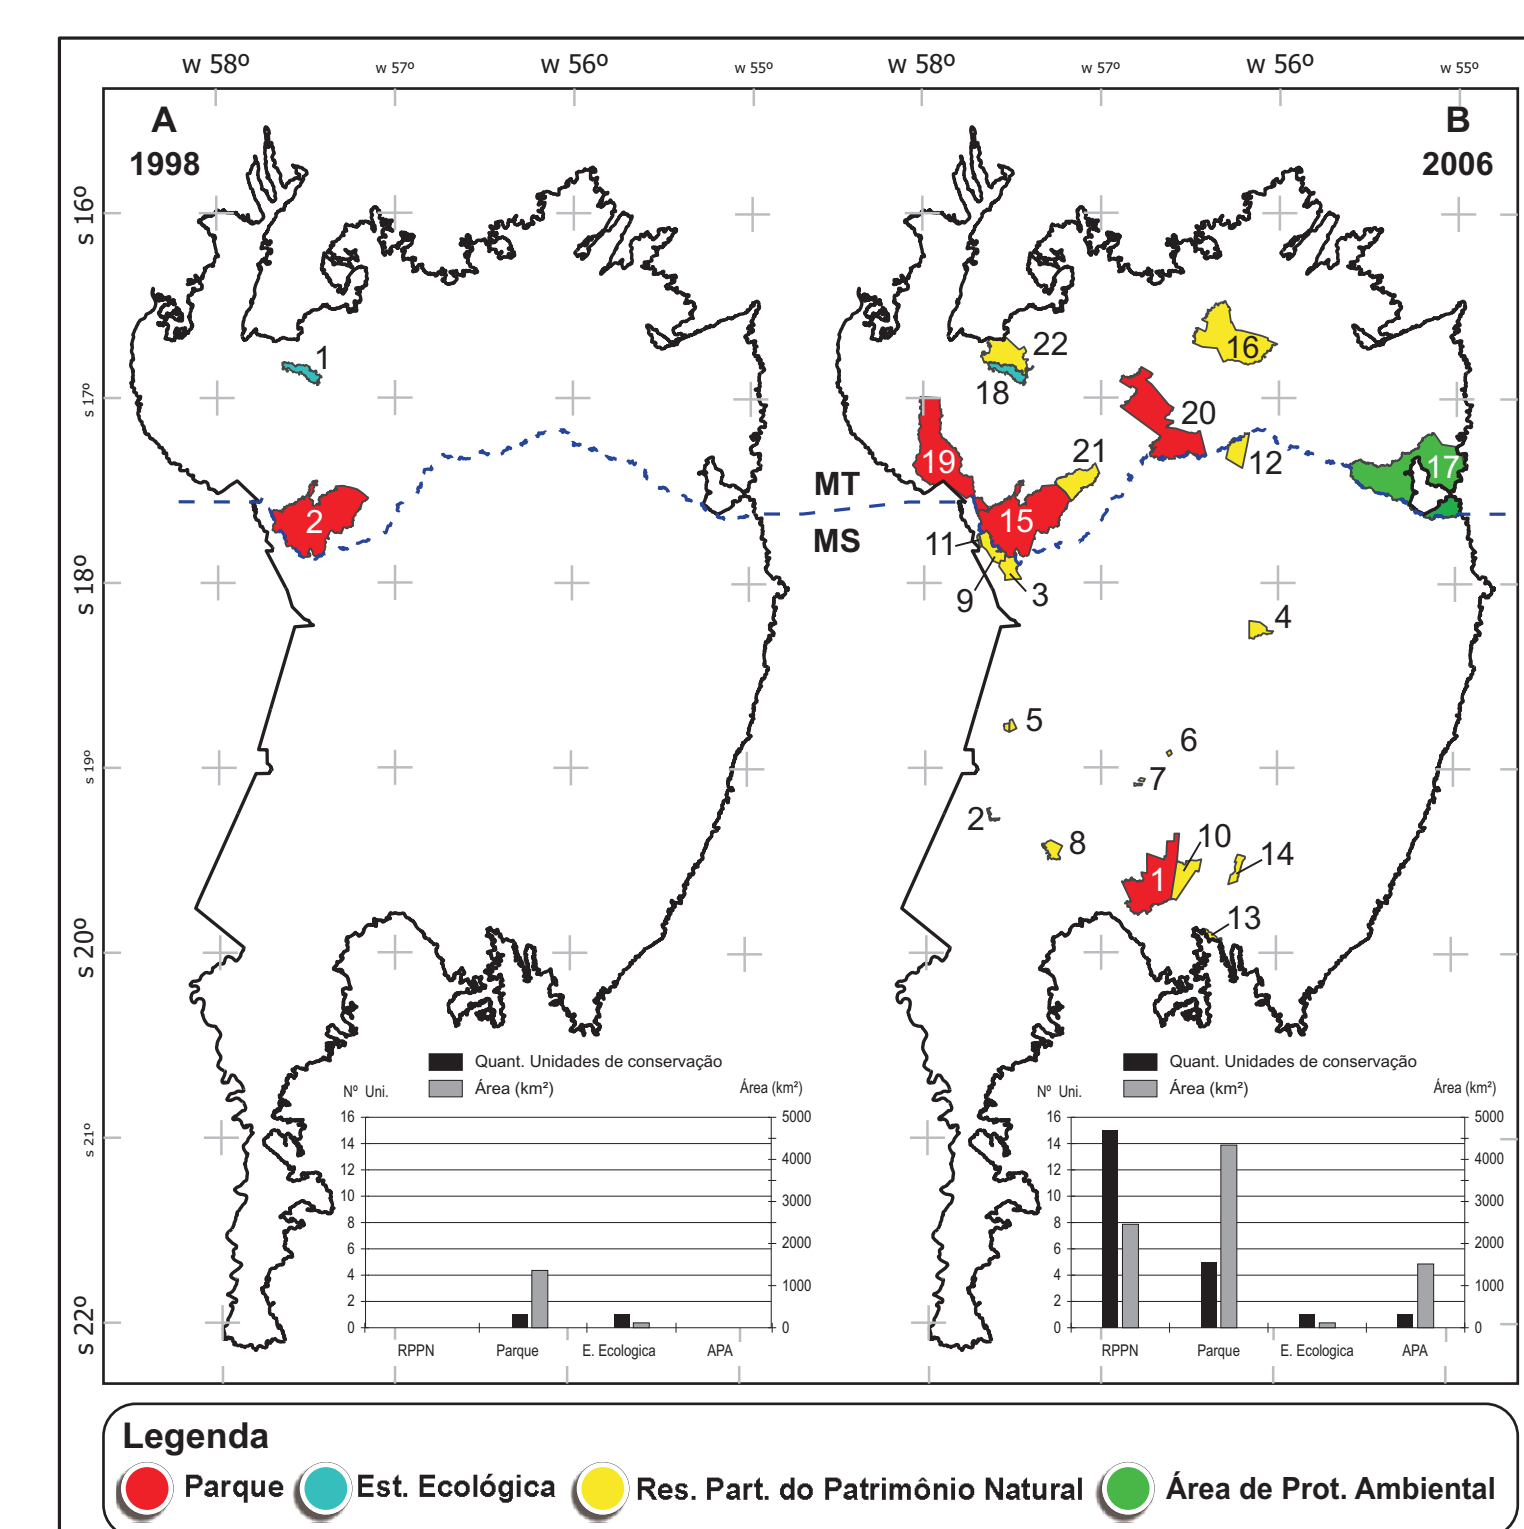 w 58º w 57º w 56º w 55º w 58º w 57º w 56º w 55º
A
1998
B
2006
s 16º
s 17º
s 18º
s 19º
s 20º
s 21º
s 22º
1
2
MT
MS
22
18
16
20
19
21
12
17
15
11
9
3
4
5
6
7
2
8
10
1
14
13
Quant. Unidades de conservação
Área (km²)
Nº Uni.
Área (km²)
16
14
12
10
8
6
4
2
0
5000
4000
3000
2000
1000
0
RPPN Parque E. Ecologica APA
Quant. Unidades de conservação
Área (km²)
Nº Uni.
Área (km²)
16
14
12
10
8
6
4
2
0
5000
4000
3000
2000
1000
0
RPPN Parque E. Ecologica APA
Legenda
Parque Est. Ecológica Res. Part. do Patrimônio Natural Área de Prot. Ambiental